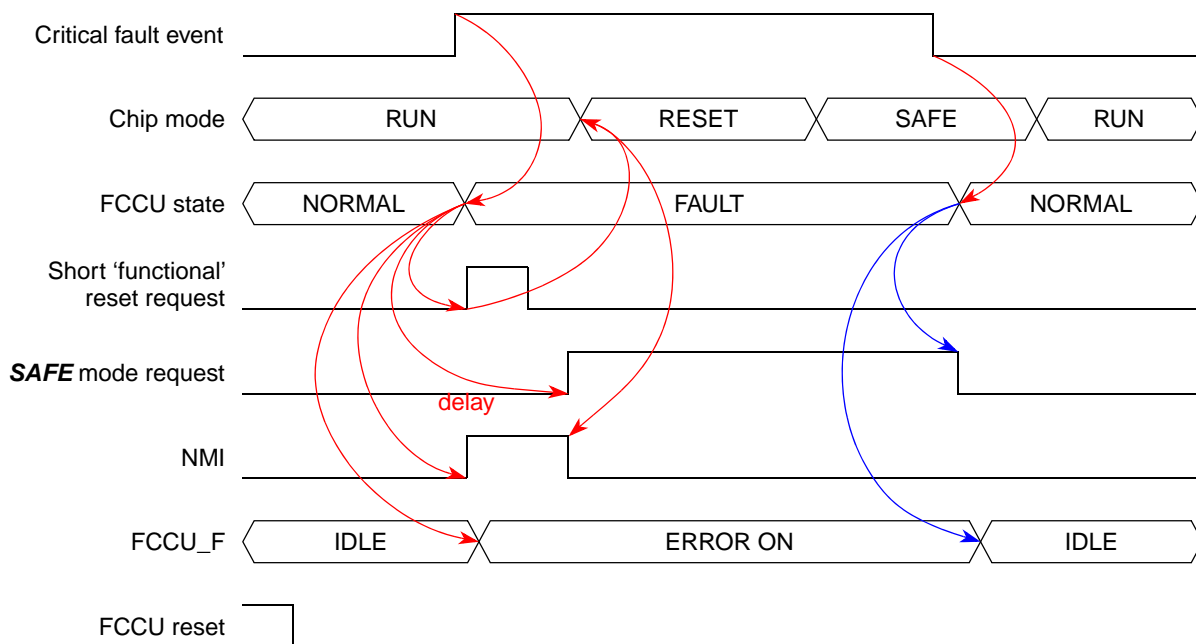 Critical fault event
Chip mode
RUN
RESET
SAFE
RUN
FCCU state
NORMAL
FAULT
NORMAL
Short ‘functional’
reset request
SAFE mode request
delay
NMI
FCCU_F
IDLE
ERROR ON
IDLE
FCCU reset